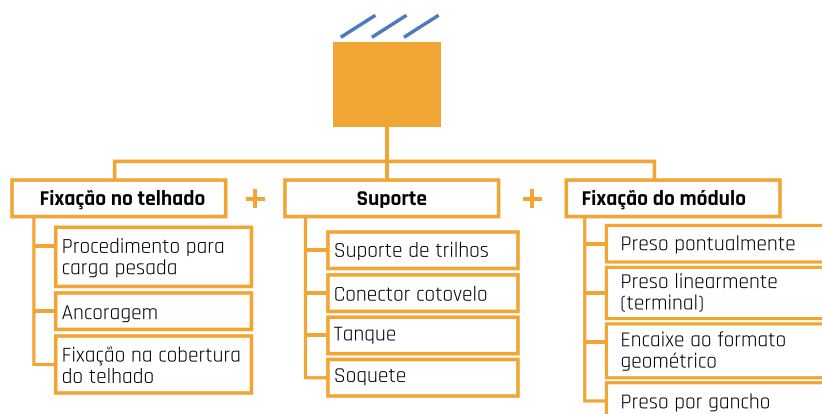 Fixação no telhado
+
Suporte
+
Fixação do módulo
Procedimento para
carga pesada
Ancoragem
Fixação na cobertura
do telhado
Suporte de trilhos
Conector cotovelo
Tanque
Soquete
Preso pontualmente
Preso linearmente
(terminal)
Encaixe ao formato
geométrico
Preso por gancho